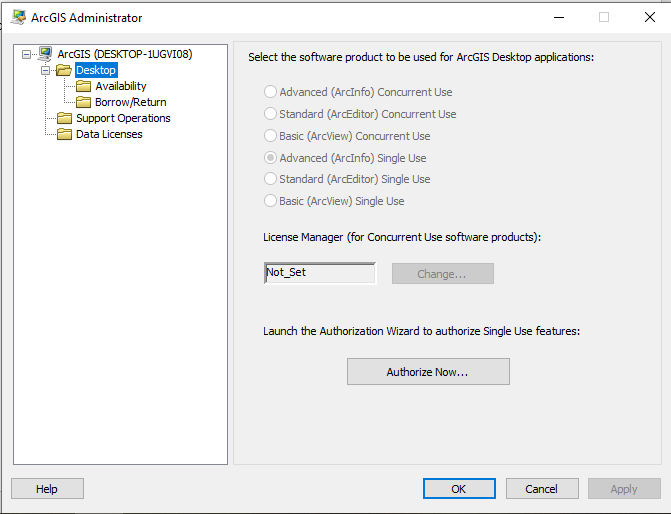 ArcGIS Administrator
ArcGIS (DESKTOP-1UGVI08)
Desktop
Availability
Borrow/Return
Support Operations
Data Licenses
Select the software product to be used for ArcGIS Desktop applications:
Advanced (ArcInfo) Concurrent Use
Standard (ArcEditor) Concurrent Use
Basic (ArcView) Concurrent Use
Advanced (ArcInfo) Single Use
Standard (ArcEditor) Single Use
Basic (ArcView) Single Use
License Manager (for Concurrent Use software products):
Not_Set
Change...
Launch the Authorization Wizard to authorize Single Use features:
Authorize Now...
Help
OK
Cancel
Apply